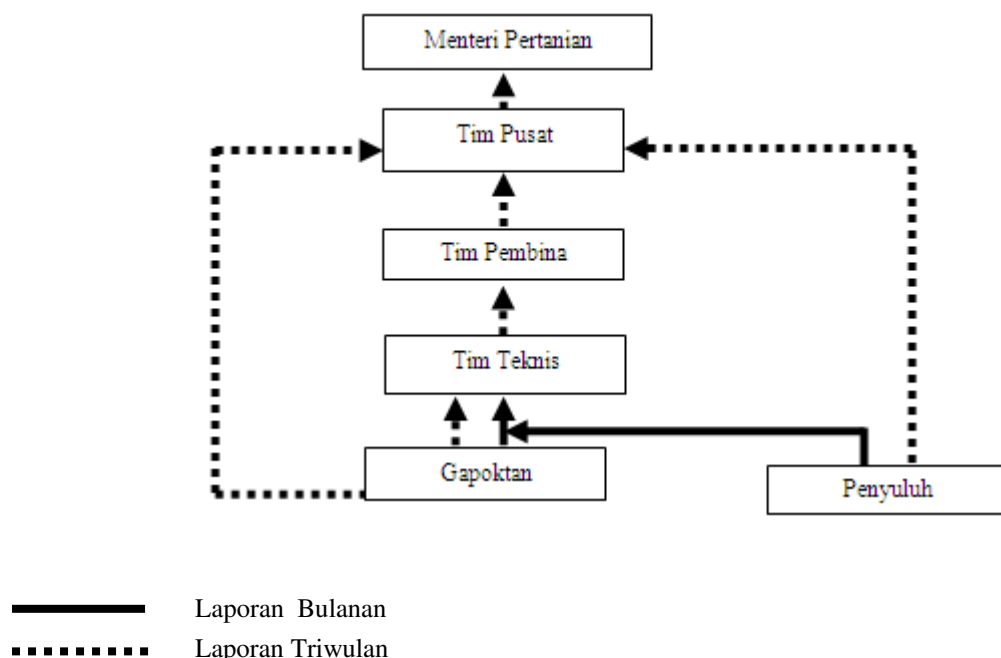 Menteri Pertanian
Tim Pusat
Tim Pembina
Tim Teknis
Gapoktan
Penyuluh
Laporan Bulanan
Laporan Triwulan